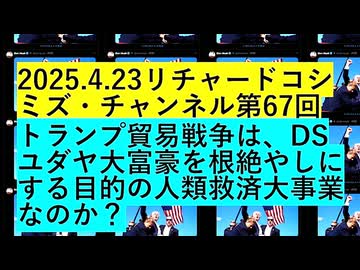 2025.4.23リチャードコシ
ミズ・チャンネル第67回
トランプ貿易戦争は、DS
ユダヤ大富豪を根絶やしに
する目的の人類救済大事業
なのか？